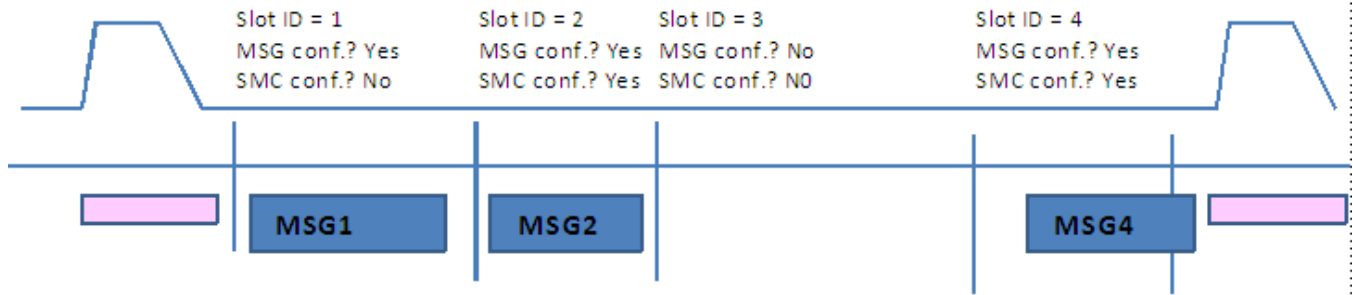 Slot ID = 1
MSG conf.? Yes
SMC conf.? No
Slot ID = 2
MSG conf.? Yes
SMC conf.? Yes
Slot ID = 3
MSG conf.? No
SMC conf.? N0
Slot ID = 4
MSG conf.? Yes
SMC conf.? Yes
MSG1
MSG2
MSG4